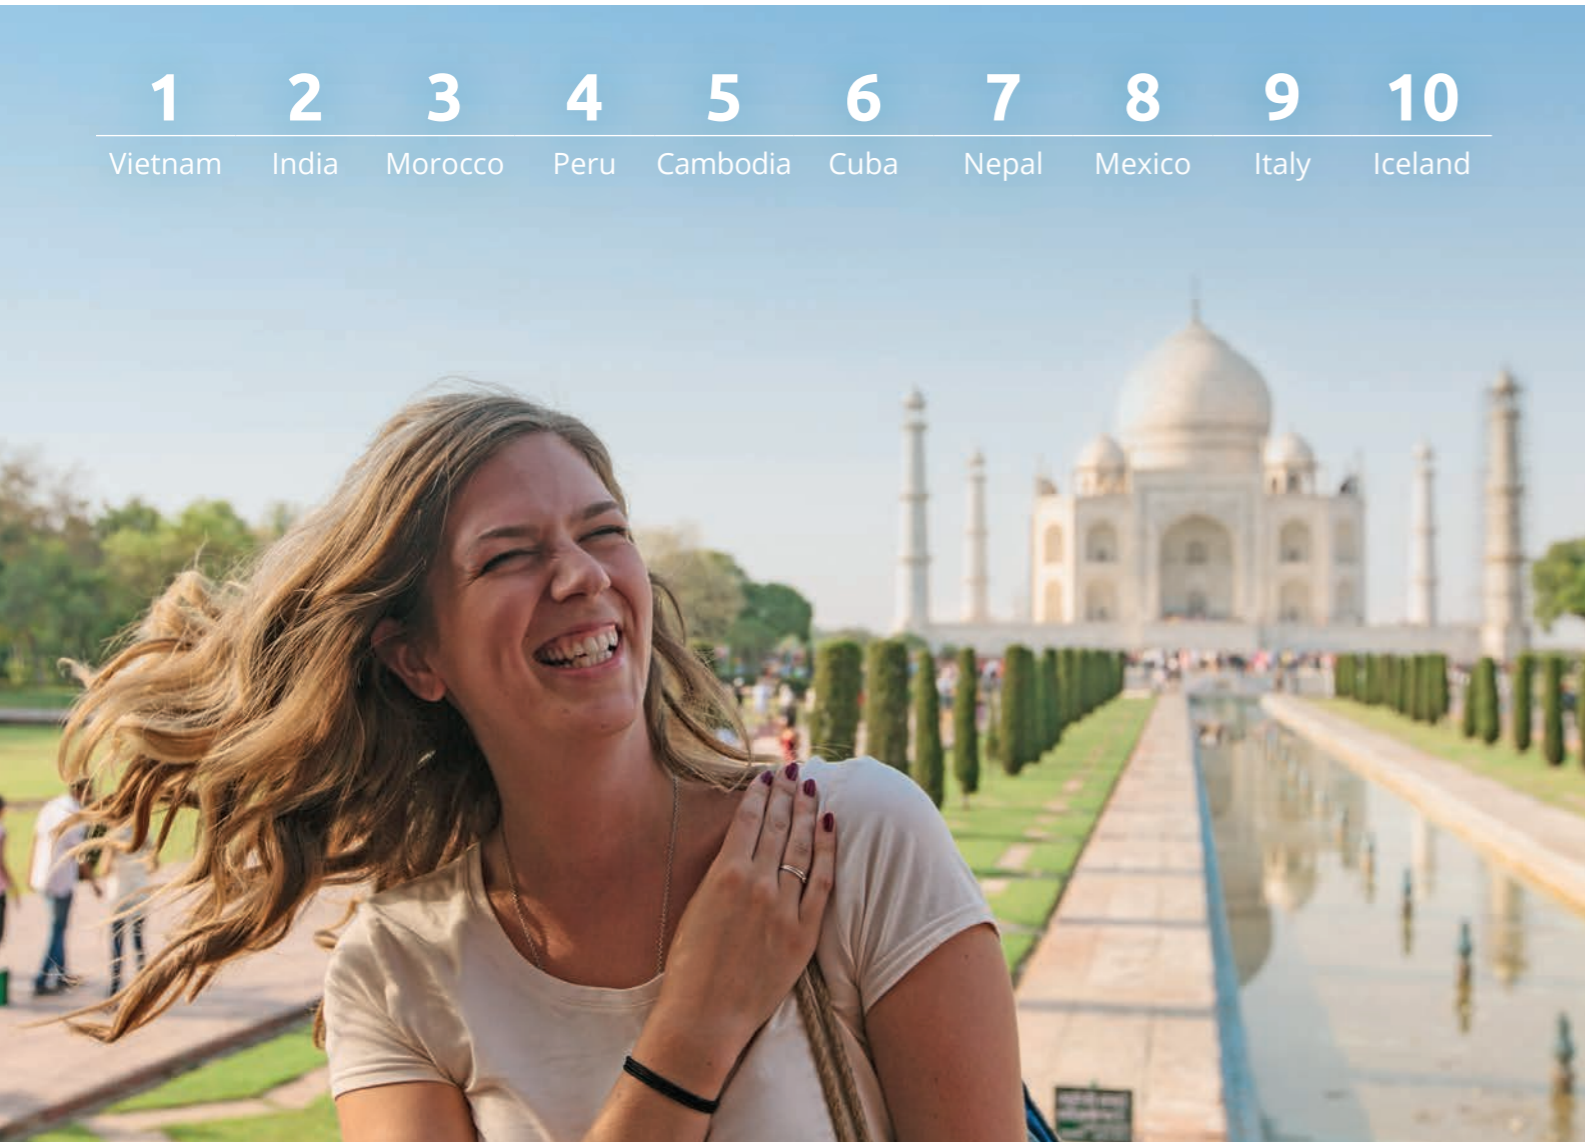 1 2 3 4 5 6 7 8 9 10
Vietnam India Morocco Peru Cambodia Cuba Nepal Mexico Italy Iceland